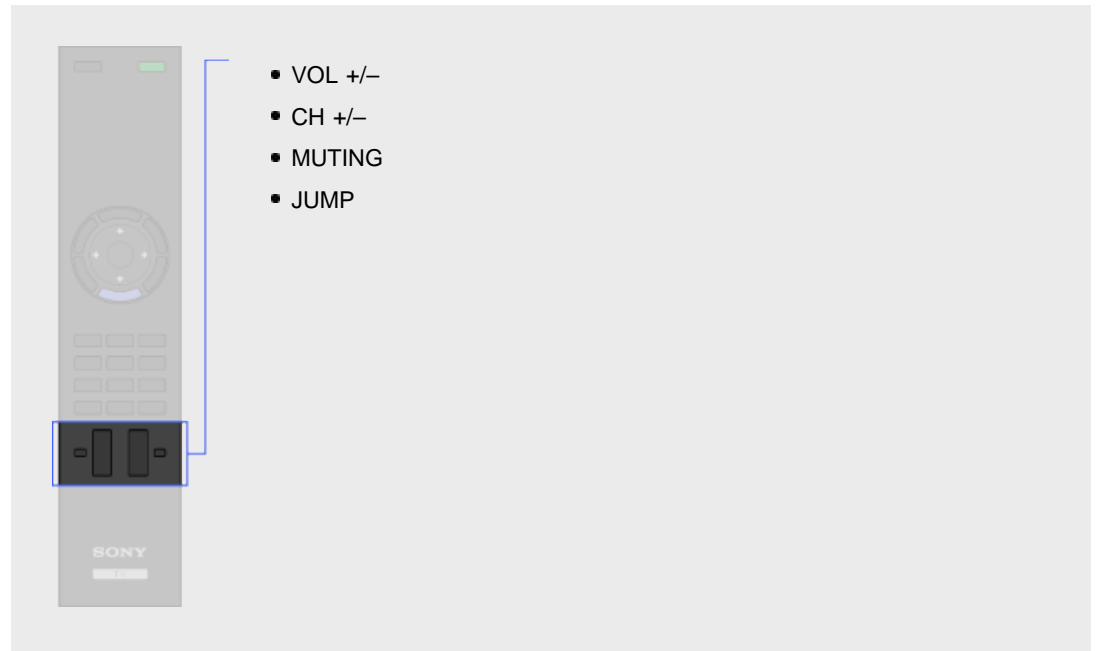 • VOL +/–
• CH +/–
• MUTING
• JUMP
SONY